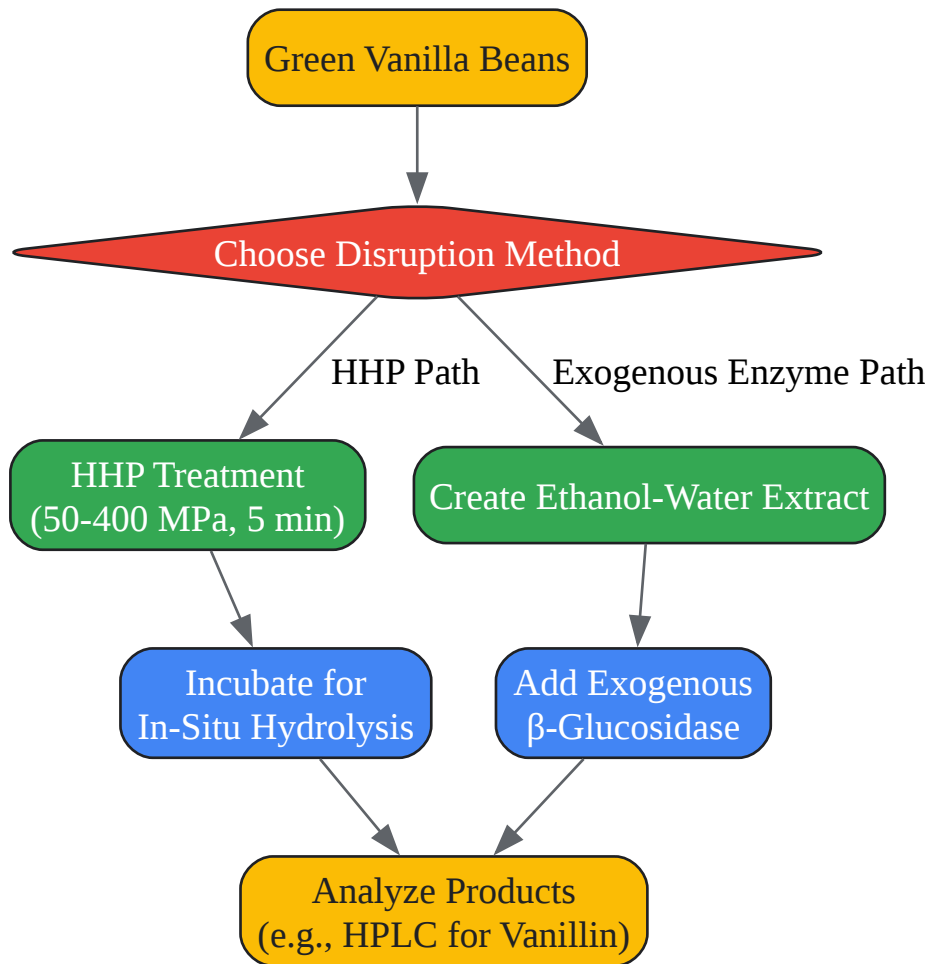 Green Vanilla Beans
Choose Disruption Method
HHP Path
Exogenous Enzyme Path
HHP Treatment
(50-400 MPa, 5 min)
Create Ethanol-Water Extract
Incubate for
In-Situ Hydrolysis
Add Exogenous
β-Glucosidase
Analyze Products
(e.g., HPLC for Vanillin)